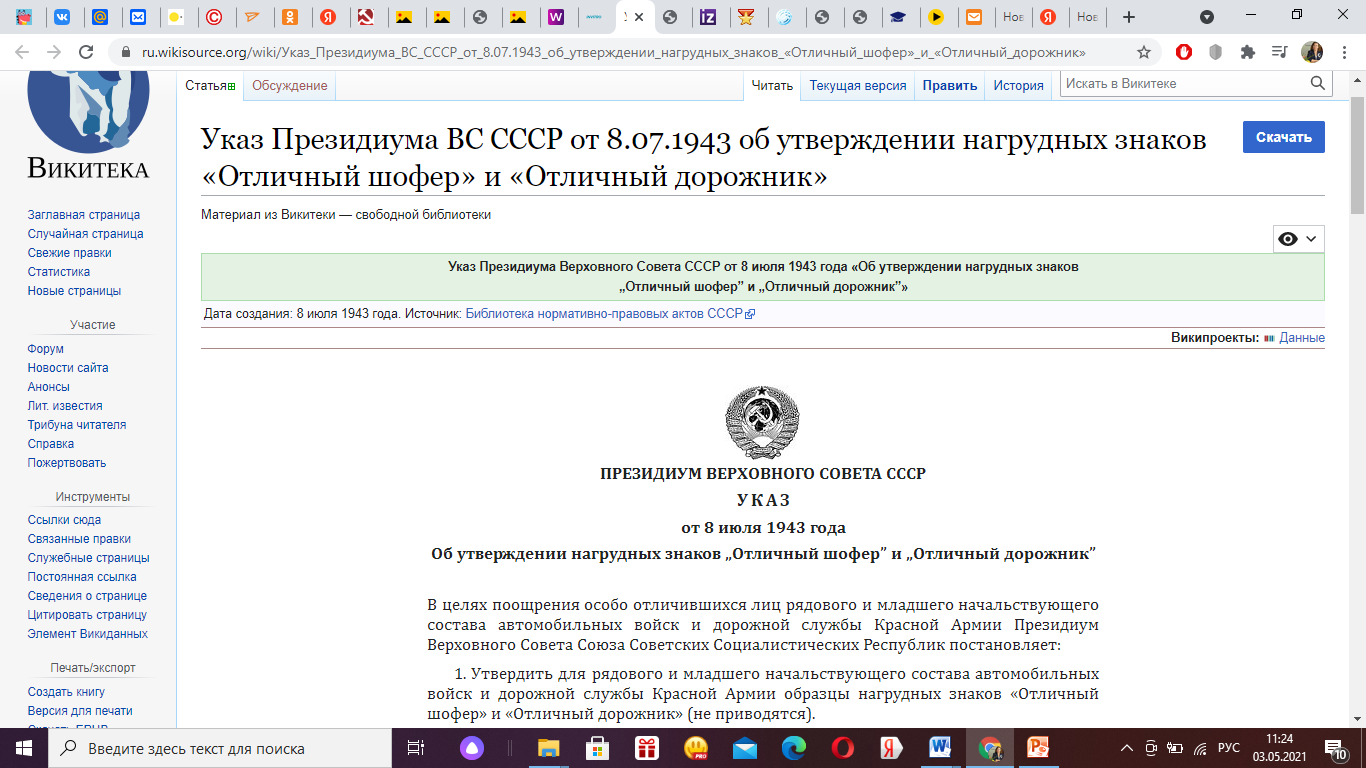 Нов
Нов
ru.wikisource.org/wiki/Указ_Президиума_ВС_СССР_от_8.07.1943_об_утверждении_нагрудных_знаков_«Отличный_шофер»_и_«Отличный_дорожник»
Статья
Обсуждение
Читать
Текущая версия
Править
История
Искать в Викитеке
ВИКИТЕКА
Заглавная страница
Случайная страница
Свежие правки
Статистика
Новые страницы
Участие
Форум
Новости сайта
Анонсы
Лит. известия
Трибуна читателя
Справка
Пожертвовать
Инструменты
Ссылки сюда
Связанные правки
Служебные страницы
Постоянная ссылка
Сведения о странице
Цитировать страницу
Элемент Викиданных
Печать/экспорт
Создать книгу
Версия для печати
Указ Президиума ВС СССР от 8.07.1943 об утверждении нагрудных знаков
«Отличный шофер» и «Отличный дорожник»
Скачать
Материал из Викитеки — свободной библиотеки
Указ Президиума Верховного Совета СССР от 8 июля 1943 года «Об утверждении нагрудных знаков
„Отличный шофер” и „Отличный дорожник”»
Дата создания: 8 июля 1943 года. Источник: Библиотека нормативно-правовых актов СССР
Википроекты: Данные
ПРЕЗИДИУМ ВЕРХОВНОГО СОВЕТА СССР
УКАЗ
от 8 июля 1943 года
Об утверждении нагрудных знаков „Отличный шофер” и „Отличный дорожник”
В целях поощрения особо отличившихся лиц рядового и младшего начальствующего
состава автомобильных войск и дорожной службы Красной Армии Президиум
Верховного Совета Союза Советских Социалистических Республик постановляет:
1. Утвердить для рядового и младшего начальствующего состава автомобильных
войск и дорожной службы Красной Армии образцы нагрудных знаков «Отличный
шофер» и «Отличный дорожник» (не приводятся).
Введите здесь текст для поиска
РУС
11:24
03.05.2021
10